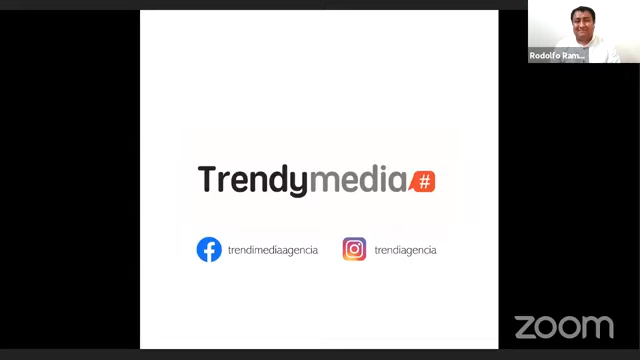 Rodolfo Ram...
Trendymedia #
trendimediaagencia
trendiagencia
zoom